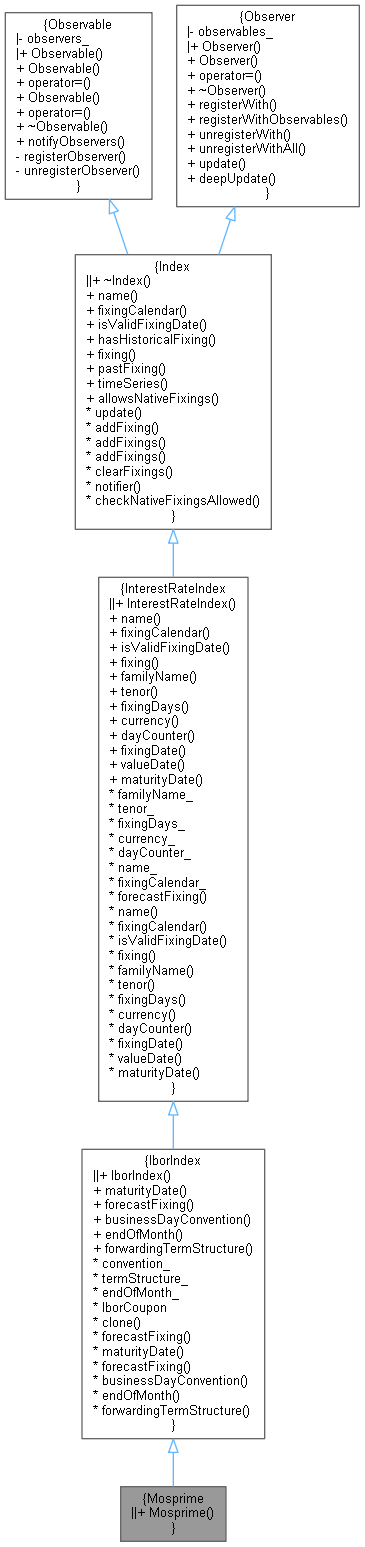 {Observable
|- observers_
|+ Observable()
+ Observable()
+ operator=()
+ Observable()
+ operator=()
+ ~Observable()
+ notifyObservers()
- registerObserver()
- unregisterObserver()
}
{Observer
|- observables_
|+ Observer()
+ Observer()
+ operator=()
+ ~Observer()
+ registerWith()
+ registerWithObservables()
+ unregisterWith()
+ unregisterWithAll()
+ update()
+ deepUpdate()
}
{Index
||+ ~Index()
+ name()
+ fixingCalendar()
+ isValidFixingDate()
+ hasHistoricalFixing()
+ fixing()
+ pastFixing()
+ timeSeries()
+ allowsNativeFixings()
* update()
* addFixing()
* addFixings()
* addFixings()
* clearFixings()
* notifier()
* checkNativeFixingsAllowed()
}
{InterestRateIndex
||+ InterestRateIndex()
+ name()
+ fixingCalendar()
+ isValidFixingDate()
+ fixing()
+ familyName()
+ tenor()
+ fixingDays()
+ currency()
+ dayCounter()
+ fixingDate()
+ valueDate()
+ maturityDate()
* familyName_
* tenor_
* fixingDays_
* currency_
* dayCounter_
* name_
* fixingCalendar_
* forecastFixing()
* name()
* fixingCalendar()
* isValidFixingDate()
* fixing()
* familyName()
* tenor()
* fixingDays()
* currency()
* dayCounter()
* fixingDate()
* valueDate()
* maturityDate()
}
{IborIndex
||+ IborIndex()
+ maturityDate()
+ forecastFixing()
+ businessDayConvention()
+ endOfMonth()
+ forwardingTermStructure()
* convention_
* termStructure_
* endOfMonth_
* IborCoupon
* clone()
* forecastFixing()
* maturityDate()
* forecastFixing()
* businessDayConvention()
* endOfMonth()
* forwardingTermStructure()
}
{Mosprime
||+ Mosprime()
}